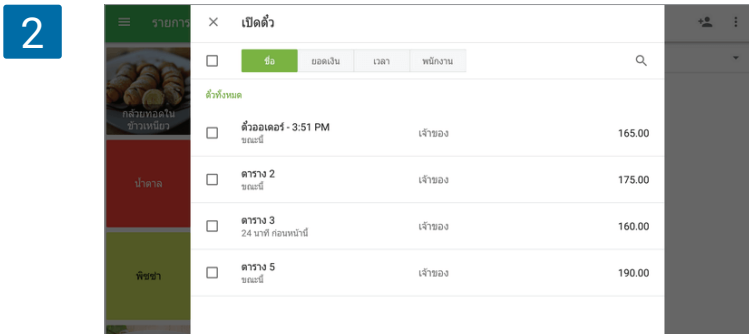 2
รายการ
เปิดตั๋ว
ชื่อ
ยอดเงิน
เวลา
พนักงาน
ตั๋วทั้งหมด
กล้วยทอดใน
ข้าวเหนียว
ตั๋วออเดอร์ - 3:51 PM
ขณะนี้
เจ้าของ
165.00
น้ำตาล
ตาราง 2
ขณะนี้
เจ้าของ
175.00
ตาราง 3
24 นาที ก่อนหน้านี้
เจ้าของ
160.00
พิซซ่า
ตาราง 5
ขณะนี้
เจ้าของ
190.00